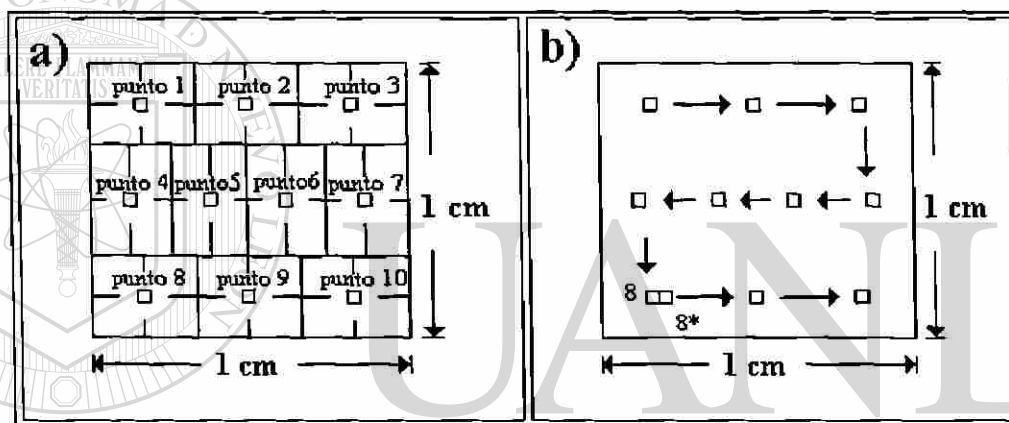 a)
punto 1 punto 2 punto 3
punto 4 punto5 punto6 punto 7
punto 8 punto 9 punto 10
1 cm
1 cm
b)
8
8*
1 cm
1 cm
UANL
VERITATIS